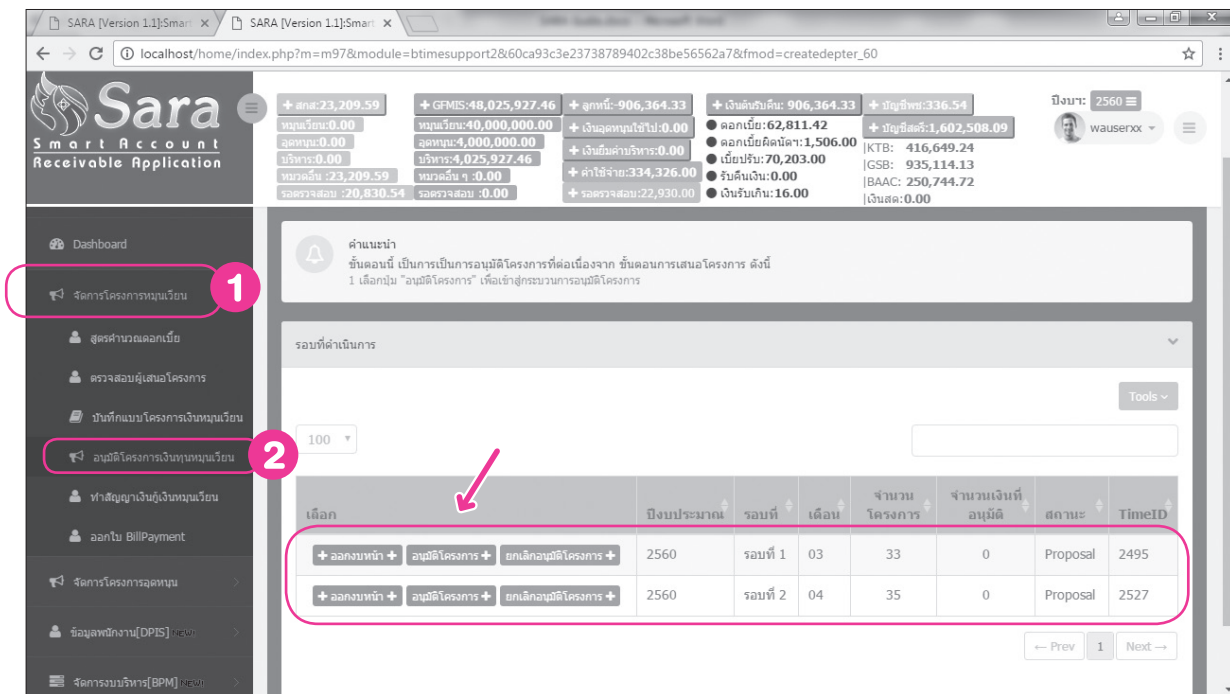 SARA [Version 1.1]:Smart
SARA [Version 1.1]:Smart
localhost/home/index.php?m=m97&module=btimesupport2&60ca93c3e23738789402c38be56562a7&fmod=createdepter_60
Sara
Smart Account
Receivable Application
+ สกส:23,209.59
หมุนเวียน:0.00
อุดหนุน:0.00
บริหาร:0.00
หมวดอื่น :23,209.59
รอตรวจสอบ :20,830.54
+ GFMIS:48,025,927.46
หมุนเวียน:40,000,000.00
อุดหนุน:4,000,000.00
บริหาร:4,025,927.46
หมวดอื่น ๆ :0.00
รอตรวจสอบ :0.00
+ ลูกหนี้:-906,364.33
+ เงินอุดหนุนใช้ไป:0.00
+ เงินยืมค่าบริหาร:0.00
+ ค่าใช้จ่าย:334,326.00
+ รอตรวจสอบ:22,930.00
+ เงินต้นรับคืน: 906,364.33
ดอกเบี้ย:62,811.42
ดอกเบี้ยผิดนัดฯ:1,506.00
เบี้ยปรับ:70,203.00
รับคืนเงิน:0.00
เงินรับเกิน:16.00
+ บัญชีพช:336.54
+ บัญชีสตรี:1,602,508.09
|KTB: 416,649.24
|GSB: 935,114.13
|BAAC: 250,744.72
|เงินสด:0.00
ปีงบฯ: 2560
wauserxx
Dashboard
จัดการโครงการหมุนเวียน
1
สูตรคำนวณดอกเบี้ย
ตรวจสอบผู้เสนอโครงการ
บันทึกแบบโครงการเงินหมุนเวียน
อนุมัติโครงการเงินทุนหมุนเวียน
2
ทำสัญญาเงินกู้เงินหมุนเวียน
ออกใบ BillPayment
จัดการโครงการอุดหนุน
ข้อมูลพนักงาน[DPIS] NEW!
จัดการงบบริหาร[BPM] NEW!
คำแนะนำ
ขั้นตอนนี้ เป็นการเป็นการอนุมัติโครงการที่ต่อเนื่องจาก ขั้นตอนการเสนอโครงการ ดังนี้
1 เลือกปุ่ม "อนุมัติโครงการ" เพื่อเข้าสู่กระบวนการอนุมัติโครงการ
รอบที่ดำเนินการ
Tools
100
เลือก ปีงบประมาณ รอบที่ เดือน จำนวนโครงการ จำนวนเงินที่อนุมัติ สถานะ TimeID
+ ออกงบหน้า + อนุมัติโครงการ + ยกเลิกอนุมัติโครงการ + 2560 รอบที่ 1 03 33 0 Proposal 2495
+ ออกงบหน้า + อนุมัติโครงการ + ยกเลิกอนุมัติโครงการ + 2560 รอบที่ 2 04 35 0 Proposal 2527
← Prev 1 Next →